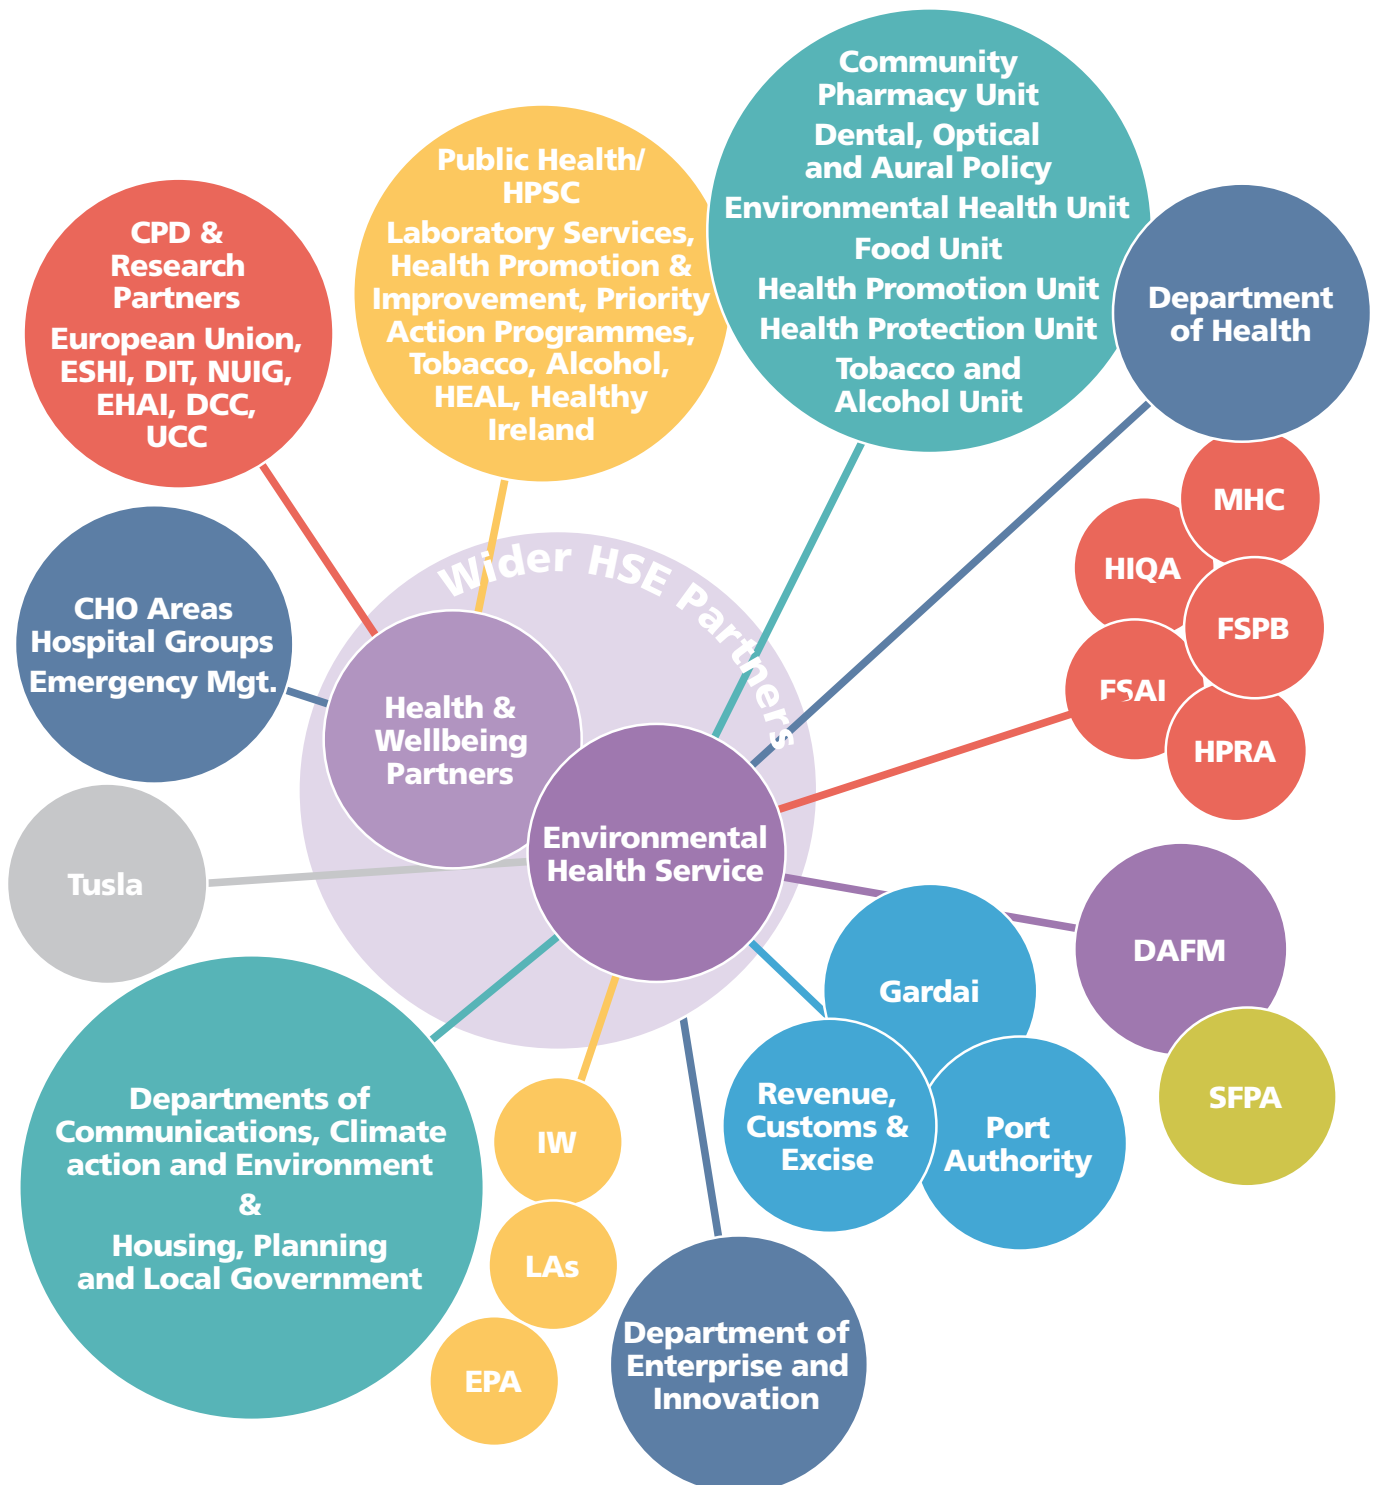 Community
Pharmacy Unit
Dental, Optical
and Aural Policy
Environmental Health Unit
Food Unit
Health Promotion Unit
Health Protection Unit
Tobacco and
Alcohol Unit
Public Health/
HPSC
Laboratory Services,
Health Promotion &
Improvement, Priority
Action Programmes,
Tobacco, Alcohol,
HEAL, Healthy
Ireland
CPD &
Research
Partners
European Union,
ESHI, DIT, NUIG,
EHAI, DCC,
UCC
Department
of Health
MHC
HIQA
FSPB
FSAI
HPRA
Wider HSE Partners
CHO Areas
Hospital Groups
Emergency Mgt.
Health &
Wellbeing
Partners
Environmental
Health Service
Tusla
DAFM
SFPA
Gardai
Revenue,
Customs &
Excise
Port
Authority
Departments of
Communications, Climate
action and Environment
&
Housing, Planning
and Local Government
IW
LAs
EPA
Department of
Enterprise and
Innovation